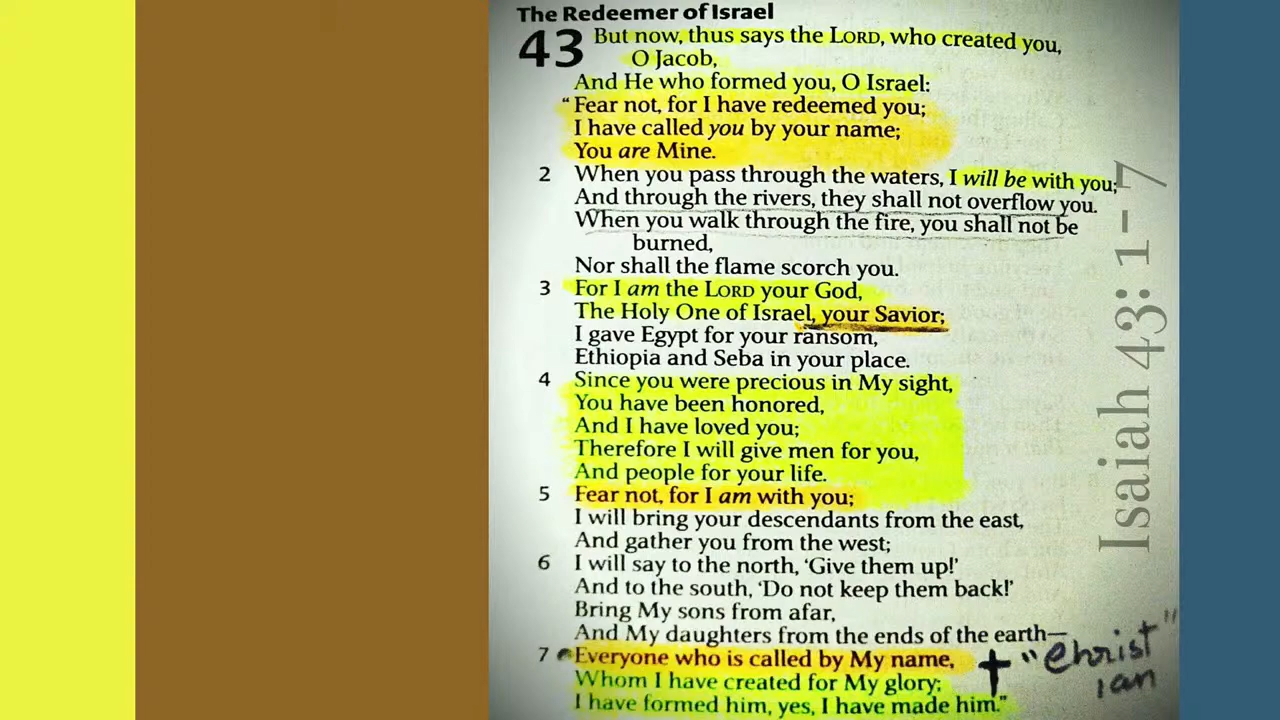 The Redeemer of Israel
43 But now, thus says the LORD, who created you,
O Jacob,
And He who formed you, O Israel:
“Fear not, for I have redeemed you;
I have called you by your name;
You are Mine.
2 When you pass through the waters, I will be with you;
And through the rivers, they shall not overflow you.
When you walk through the fire, you shall not be
burned,
Nor shall the flame scorch you.
3 For I am the LORD your God,
The Holy One of Israel, your Savior;
I gave Egypt for your ransom,
Ethiopia and Seba in your place.
4 Since you were precious in My sight,
You have been honored,
And I have loved you;
Therefore I will give men for you,
And people for your life.
5 Fear not, for I am with you;
I will bring your descendants from the east,
And gather you from the west;
6 I will say to the north, ‘Give them up!’
And to the south, ‘Do not keep them back!’
Bring My sons from afar,
And My daughters from the ends of the earth—
7 Everyone who is called by My name,
Whom I have created for My glory;
I have formed him, yes, I have made him.”
"Christ"
ian
Isaiah 43: 1-7